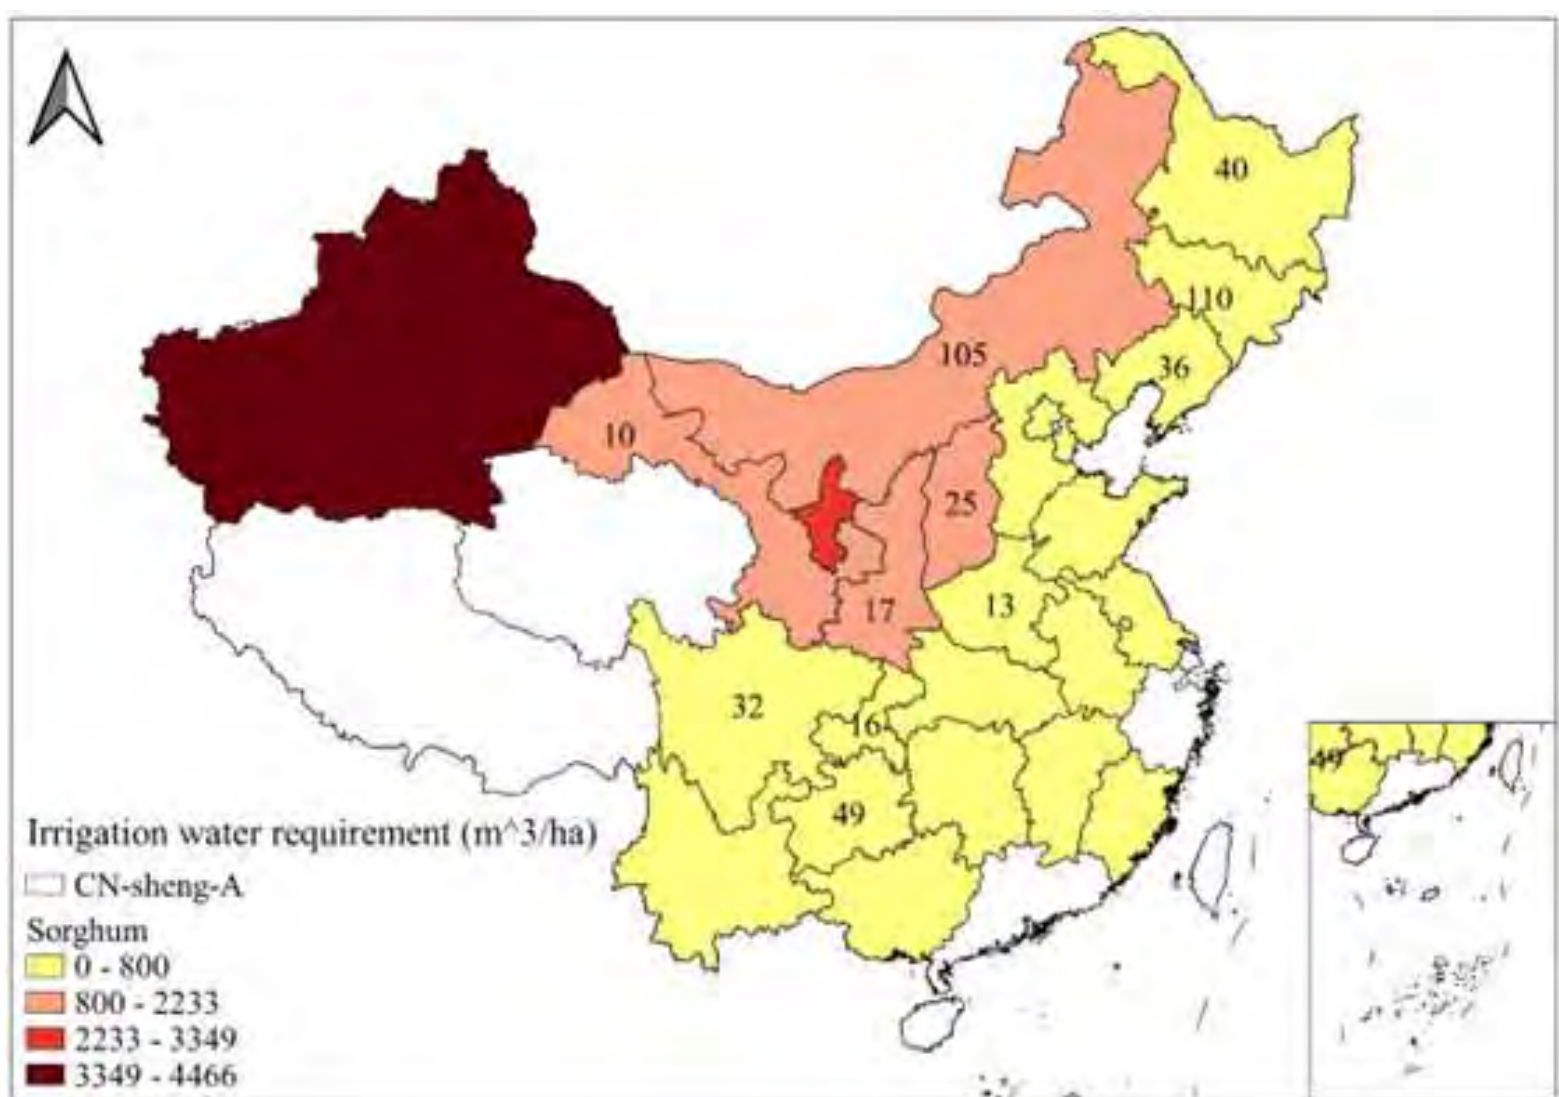 40
110
105
36
10
25
13
17
32
16
49
49
Irrigation water requirement (m^3/ha)
CN-sheng-A
Sorghum
0 - 800
800 - 2233
2233 - 3349
3349 - 4466